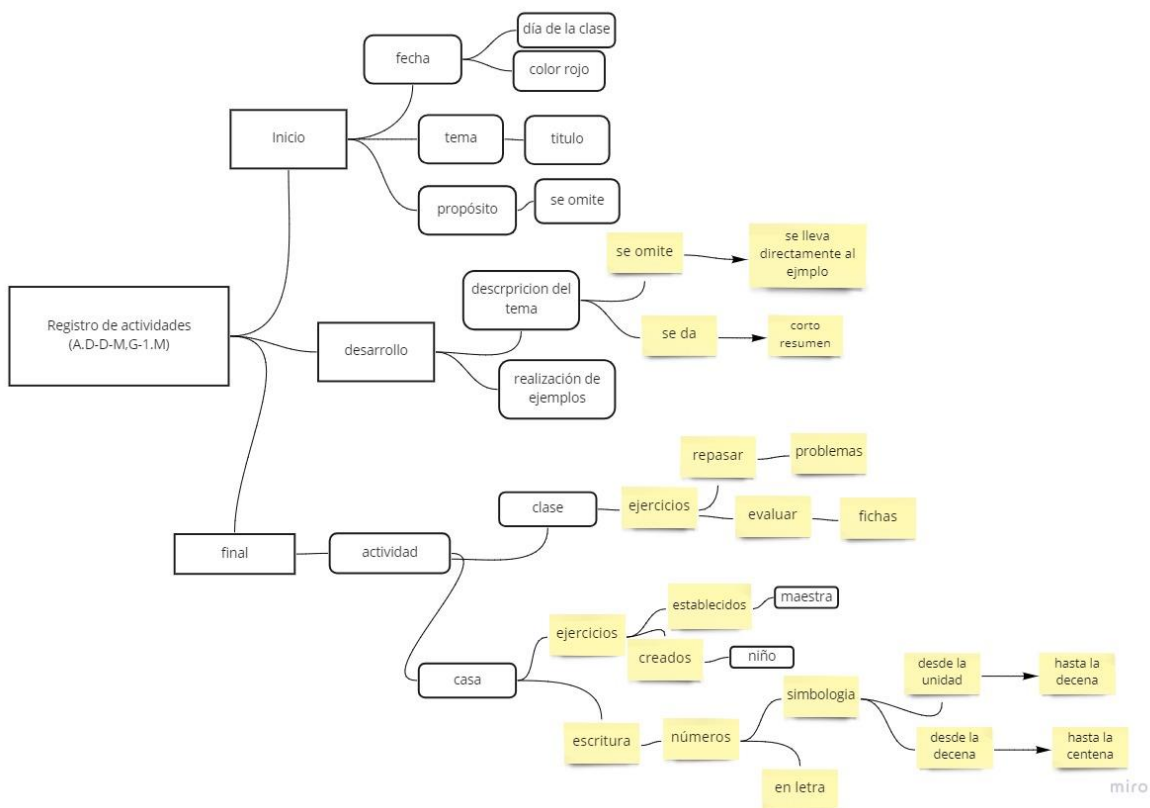 Registro de actividades
(A.D-D-M,G-1.M)
Inicio
fecha
día de la clase
color rojo
tema
titulo
propósito
se omite
desarrollo
descrpricion del
tema
se omite
se lleva
directamente al
ejmplo
se da
corto
resumen
realización de
ejemplos
final
actividad
clase
ejercicios
repasar
problemas
evaluar
fichas
casa
ejercicios
establecidos
maestra
creados
niño
escritura
números
simbologia
desde la
unidad
hasta la
decena
desde la
decena
hasta la
centena
en letra
miro